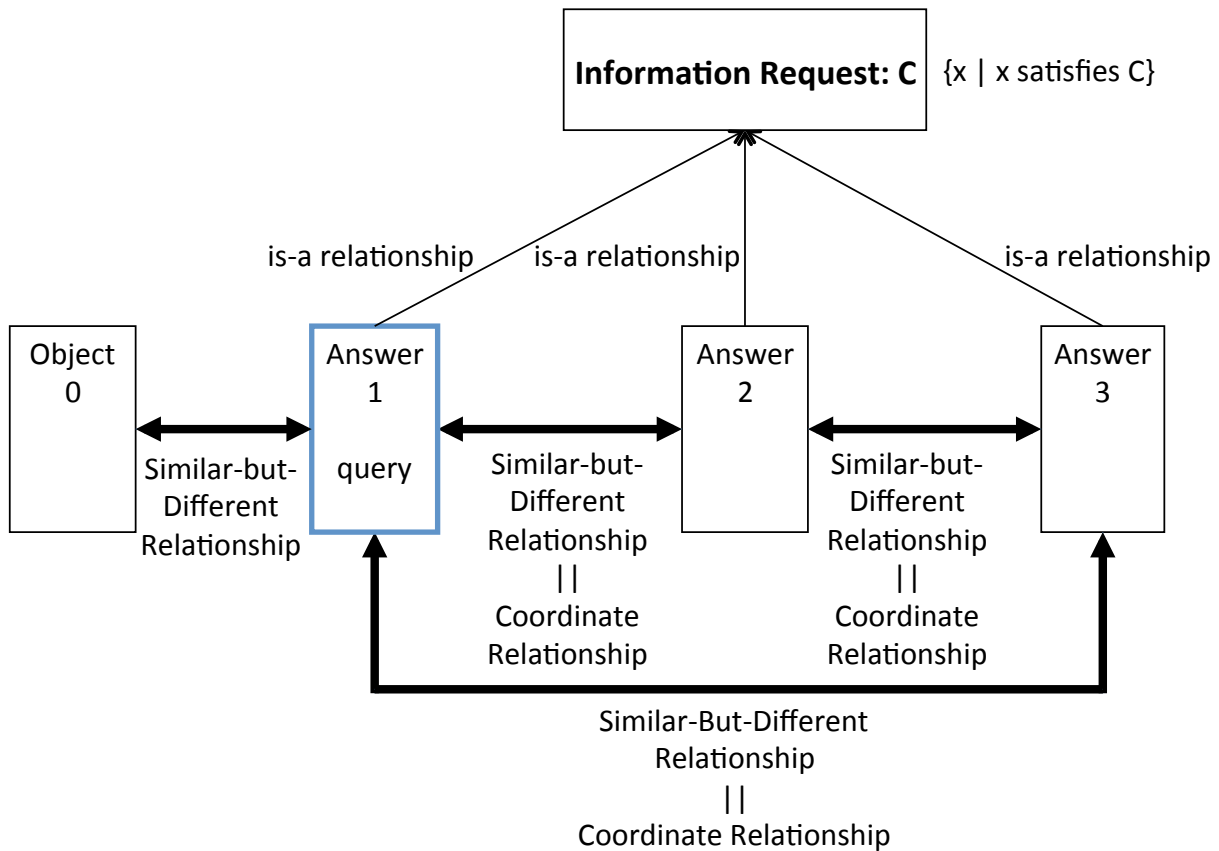 Information Request: C
{x | x satisfies C}
is-a relationship
is-a relationship
is-a relationship
Object
0
Answer
1
query
Answer
2
Answer
3
Similar-but-
Different
Relationship
Similar-but-
Different
Relationship
||
Coordinate
Relationship
Similar-but-
Different
Relationship
||
Coordinate
Relationship
Similar-But-Different
Relationship
||
Coordinate Relationship